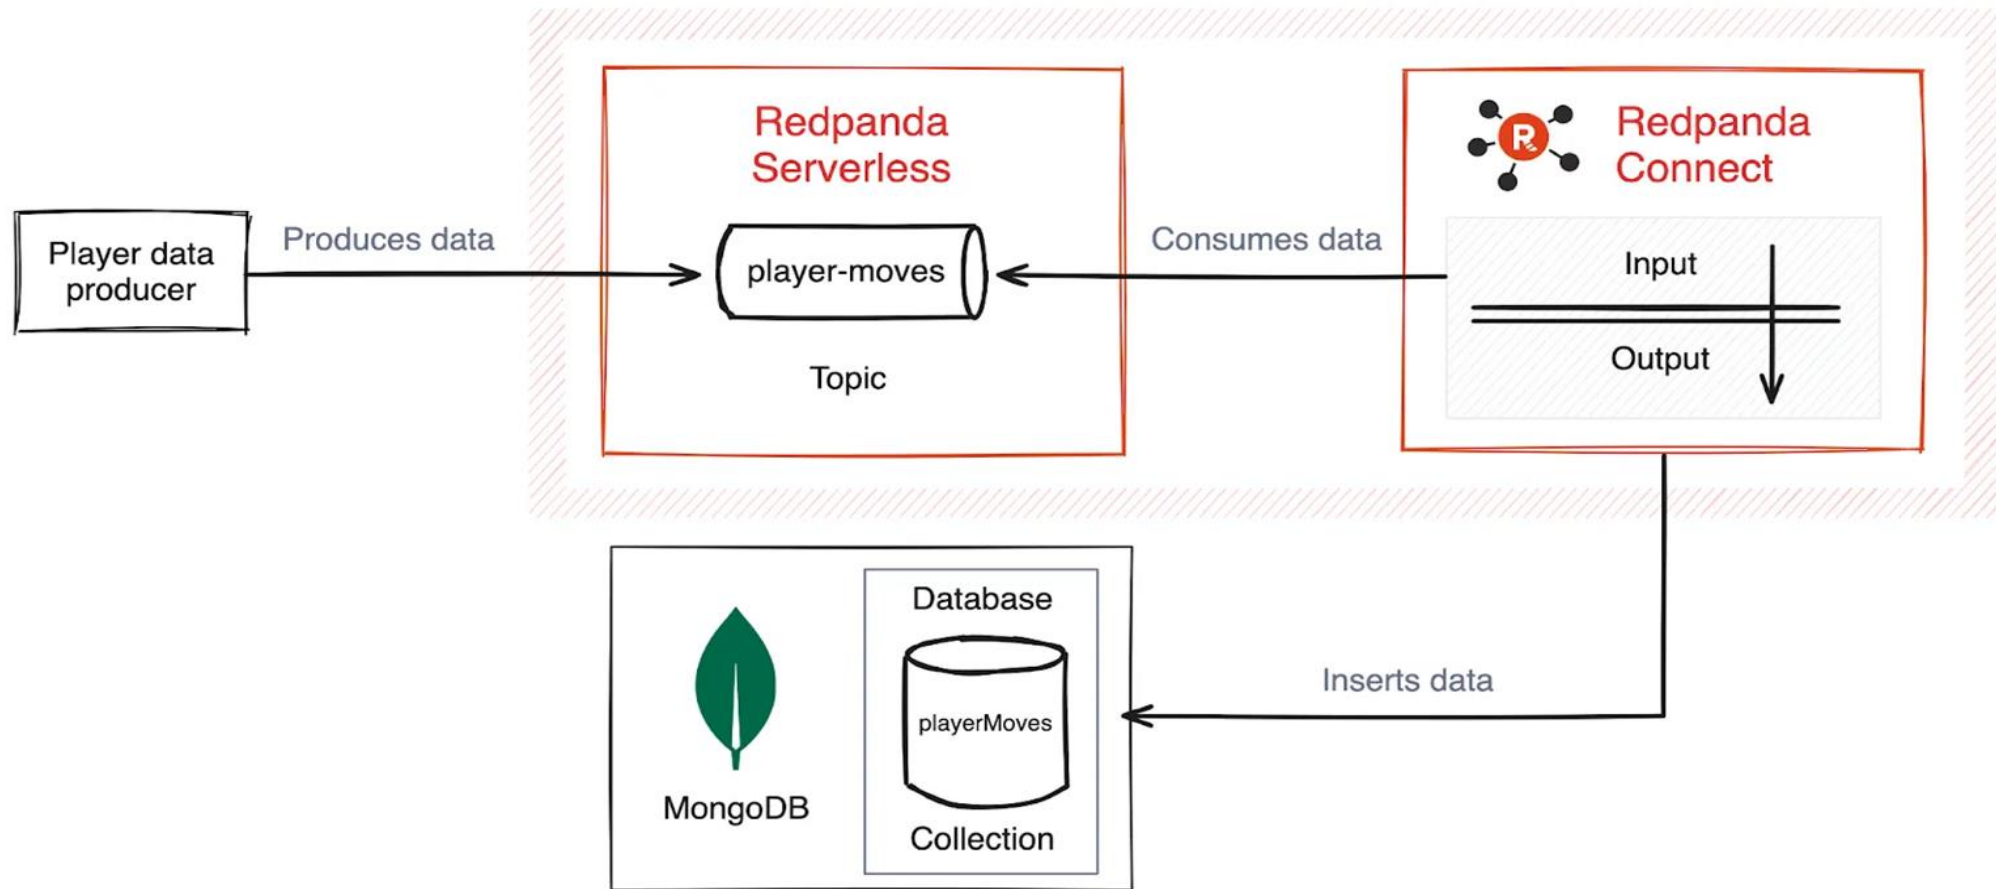 Redpanda
Serverless
Redpanda
Connect
R
Player data
producer
Produces data
player-moves
Topic
Consumes data
Input
Output
Database
playerMoves
Collection
MongoDB
Inserts data